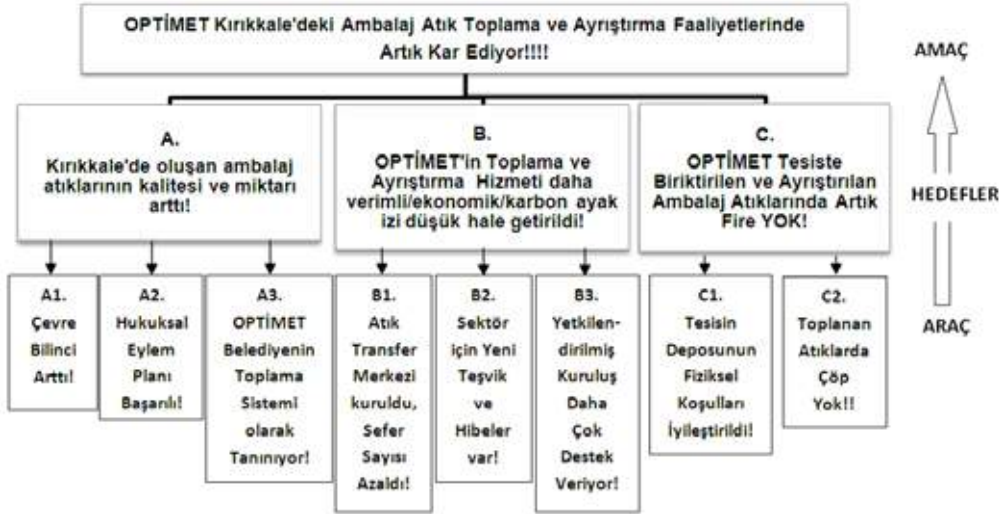 OPTİMET Kırıkkale'deki Ambalaj Atık Toplama ve Ayrıştırma Faaliyetlerinde
Artık Kar Ediyor!!!!
AMAÇ
HEDEFLER
ARAÇ
A.
Kırıkkale'de oluşan ambalaj
atıklarının kalitesi ve miktarı
arttı!
B.
OPTİMET'in Toplama ve
Ayrıştırma Hizmeti daha
verimli/ekonomik/karbon ayak
izi düşük hale getirildi!
C.
OPTİMET Tesiste
Biriktirilen ve Ayrıştırılan
Ambalaj Atıklarında Artık
Fire YOK!
A1.
Çevre
Bilinci
Arttı!
A2.
Hukuksal
Eylem
Planı
Başarılı!
A3.
OPTİMET
Belediyenin
Toplama
Sistemi
olarak
Tanınıyor!
B1.
Atık
Transfer
Merkezi
kuruldu,
Sefer
Sayısı
Azaldı!
B2.
Sektör
için Yeni
Teşvik
ve
Hibeler
var!
B3.
Yetkilen-
dirilmiş
Kuruluş
Daha
Çok
Destek
Veriyor!
C1.
Tesisin
Deposunun
Fiziksel
Koşulları
İyileştirildi!
C2.
Toplanan
Atıklarda
Çöp
Yok!!